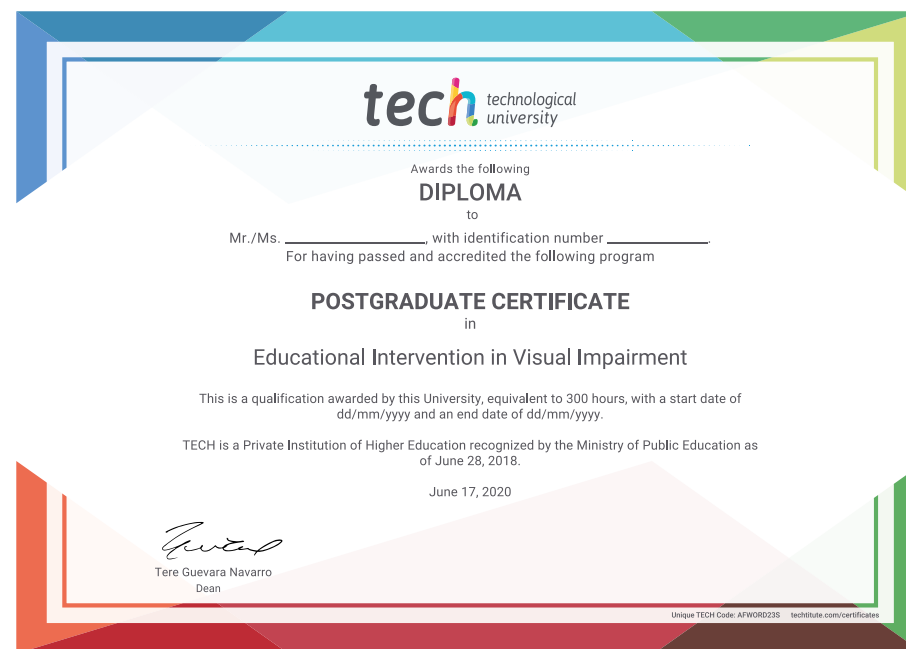 tech technological
university
Awards the following
DIPLOMA
to
Mr./Ms. ____________________, with identification number ______________.
For having passed and accredited the following program
POSTGRADUATE CERTIFICATE
in
Educational Intervention in Visual Impairment
This is a qualification awarded by this University, equivalent to 300 hours, with a start date of
dd/mm/yyyy and an end date of dd/mm/yyyy.
TECH is a Private Institution of Higher Education recognized by the Ministry of Public Education as
of June 28, 2018.
June 17, 2020
Tere Guevara Navarro
Dean
Unique TECH Code: AFWORD23S techtitute.com/certificates